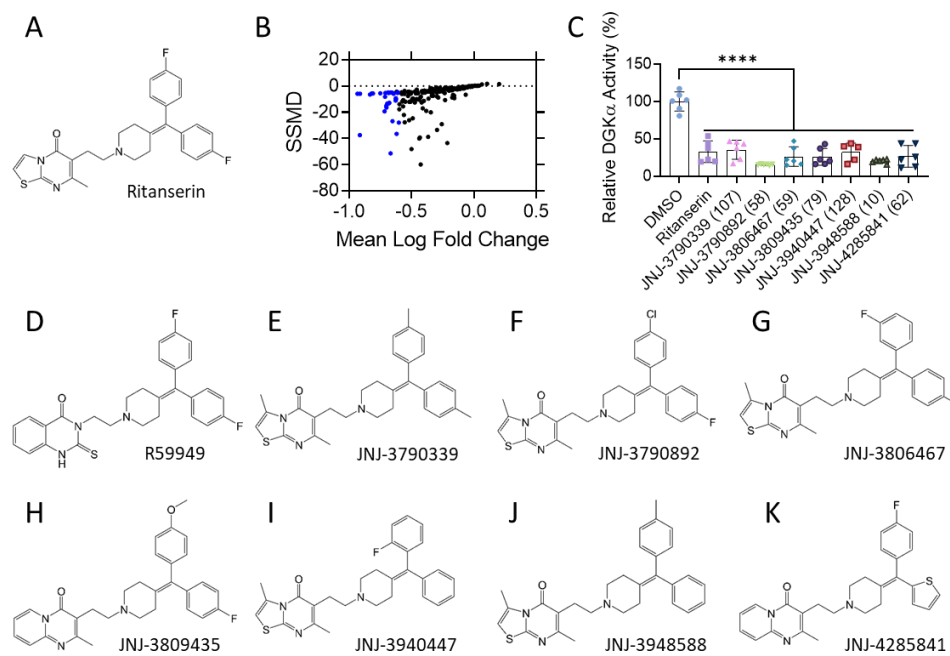 A
F
F
O
N
N
N
S
Ritanserin
B
20
0
-20
-40
-60
-80
SSMD
-1.0 -0.5 0.0 0.5
Mean Log Fold Change
C
Relative DGKα Activity (%)
150
100
50
0
****
DMSO
Ritanserin
JNJ-3790339 (107)
JNJ-3790892 (58)
JNJ-3806467 (59)
JNJ-3809435 (79)
JNJ-3940447 (128)
JNJ-3948588 (10)
JNJ-4285841 (62)
D
F
F
O
N
N
NH
S
R59949
E
O
N
N
N
S
JNJ-3790339
F
Cl
F
O
N
N
N
S
JNJ-3790892
G
F
O
N
N
N
S
JNJ-3806467
H
O
F
O
N
N
N
JNJ-3809435
I
F
O
N
N
N
S
JNJ-3940447
J
O
N
N
N
S
JNJ-3948588
K
F
S
O
N
N
N
JNJ-4285841